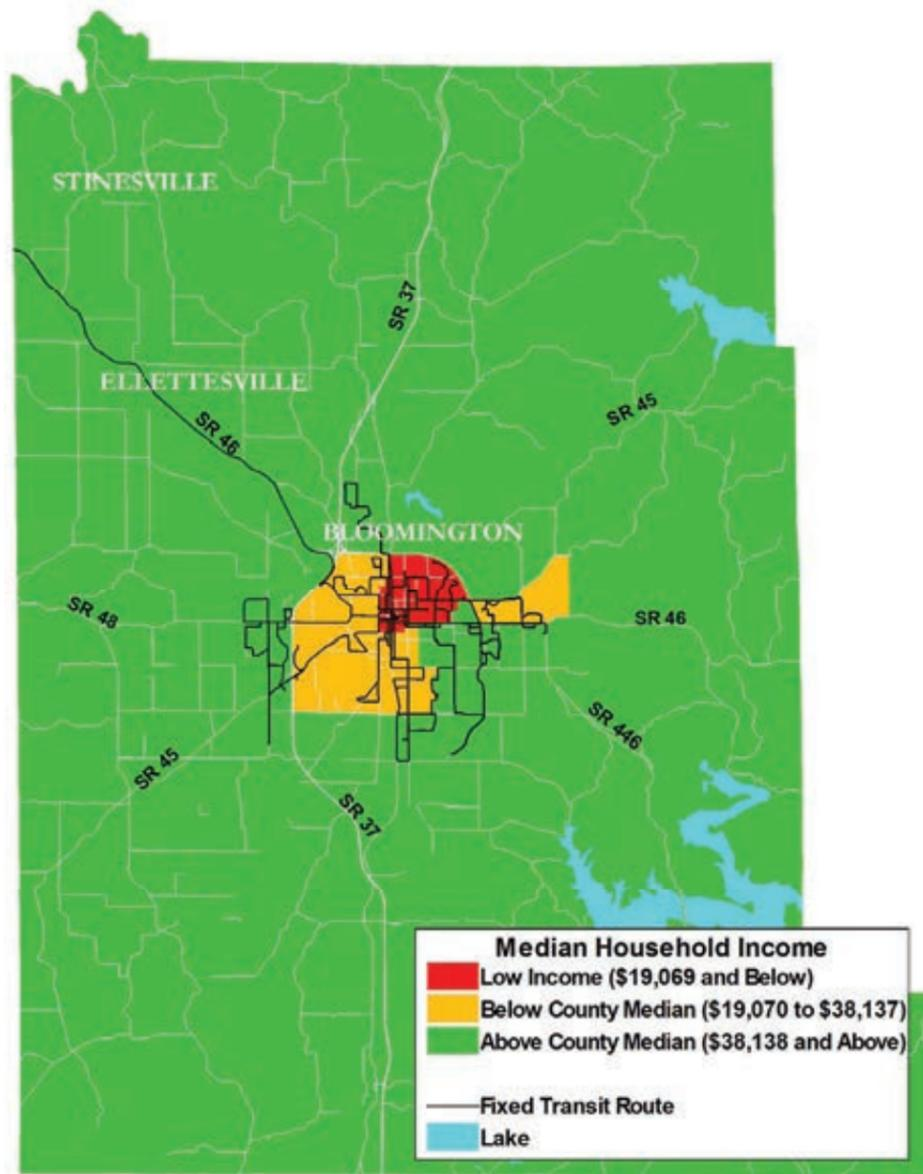 STINESVILLE
SR 37
ELLETTESVILLE
SR 45
SR 46
BLOOMINGTON
SR 48
SR 46
SR 446
SR 45
SR 37
Median Household Income
Low Income ($19,069 and Below)
Below County Median ($19,070 to $38,137)
Above County Median ($38,138 and Above)
Fixed Transit Route
Lake